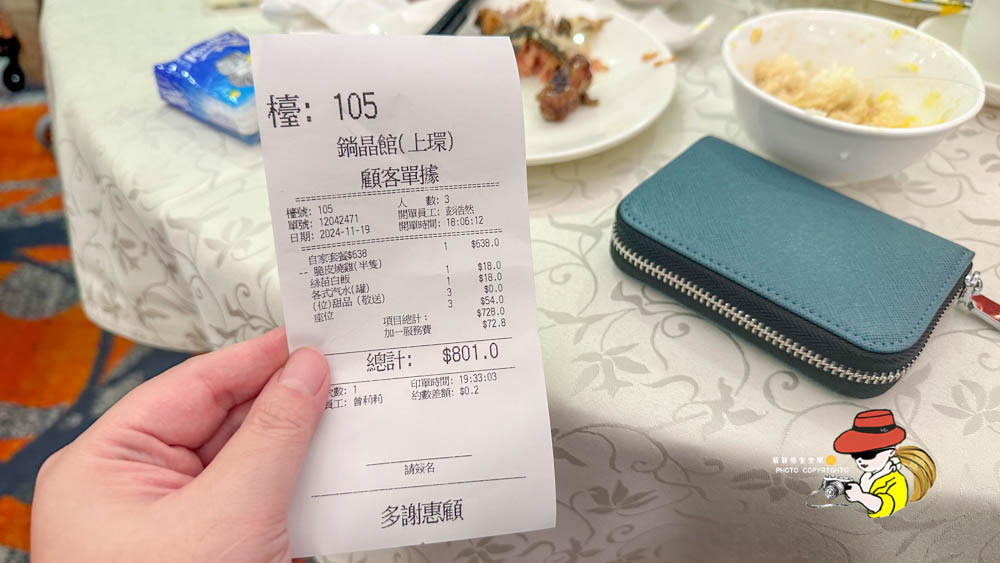 檯: 105
鎓晶館(上環)
顧客單據
檯號: 105 人 數: 3
單號: 12042471 開單員工: 彭浩然
日期: 2024-11-19 開單時間: 18:06:12
自家套餐$638 1 $638.0
-- 脆皮燒雞(半隻)
絲苗白飯 1 $18.0
各式汽水(罐) 1 $18.0
(位)甜品 (敬送) 3 $0.0
座位 3 $54.0
項目總計: $728.0
加一服務費 $72.8
總計: $801.0
次數: 1 印單時間: 19:33:03
員工: 曾莉莉 約數差額: $0.2
請簽名
多謝惠顧
PHOTO COPYRIGHTO